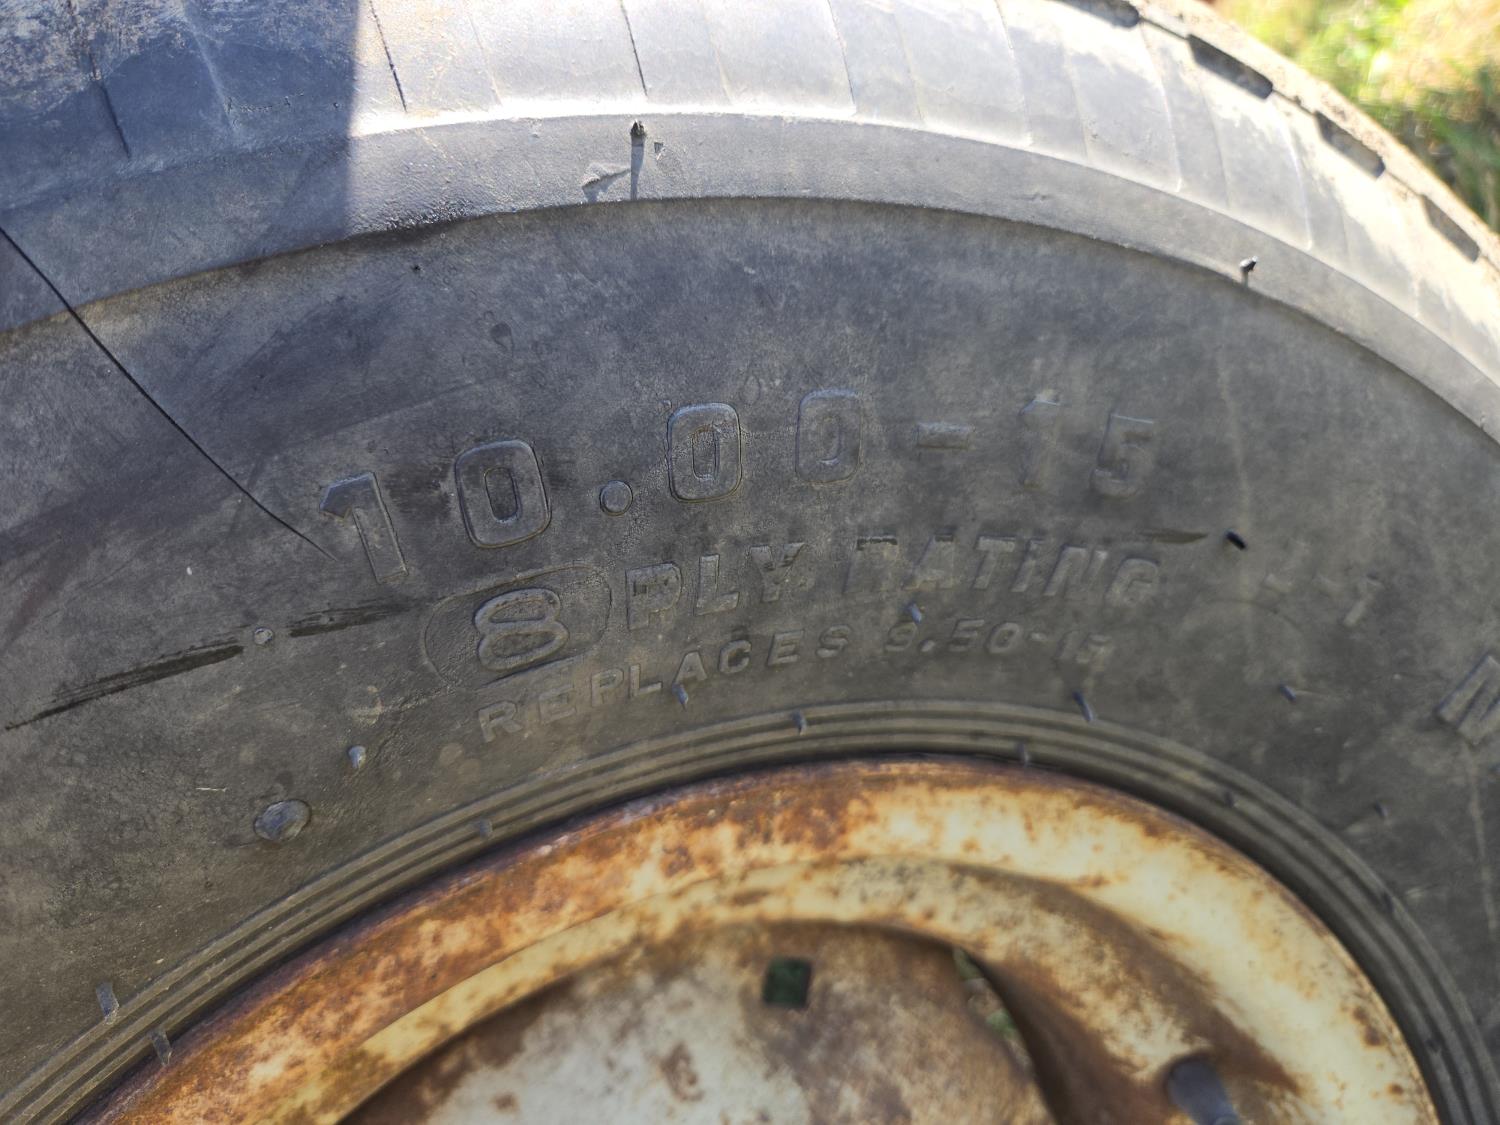 10.00-15
8 PLY RATING
REPLACES 9.50-15